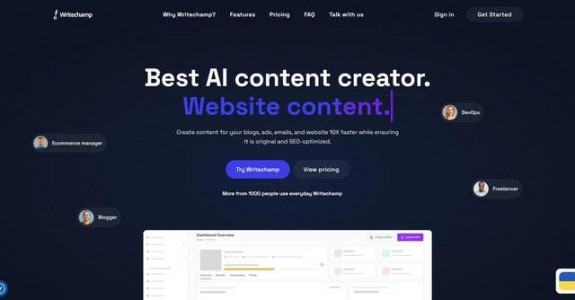 Writechamp
Why Writechamp?
Features
Pricing
FAQ
Talk with us
Sign in
Get Started
Best AI content creator.
Website content.
Create content for your blogs, ads, emails, and website 10X faster while ensuring
it is original and SEO-optimized.
DevOps
Ecommerce manager
Try Writechamp
View pricing
Freelancer
More from 1000 people use everyday Writechamp
Blogger
Dashboard Overview